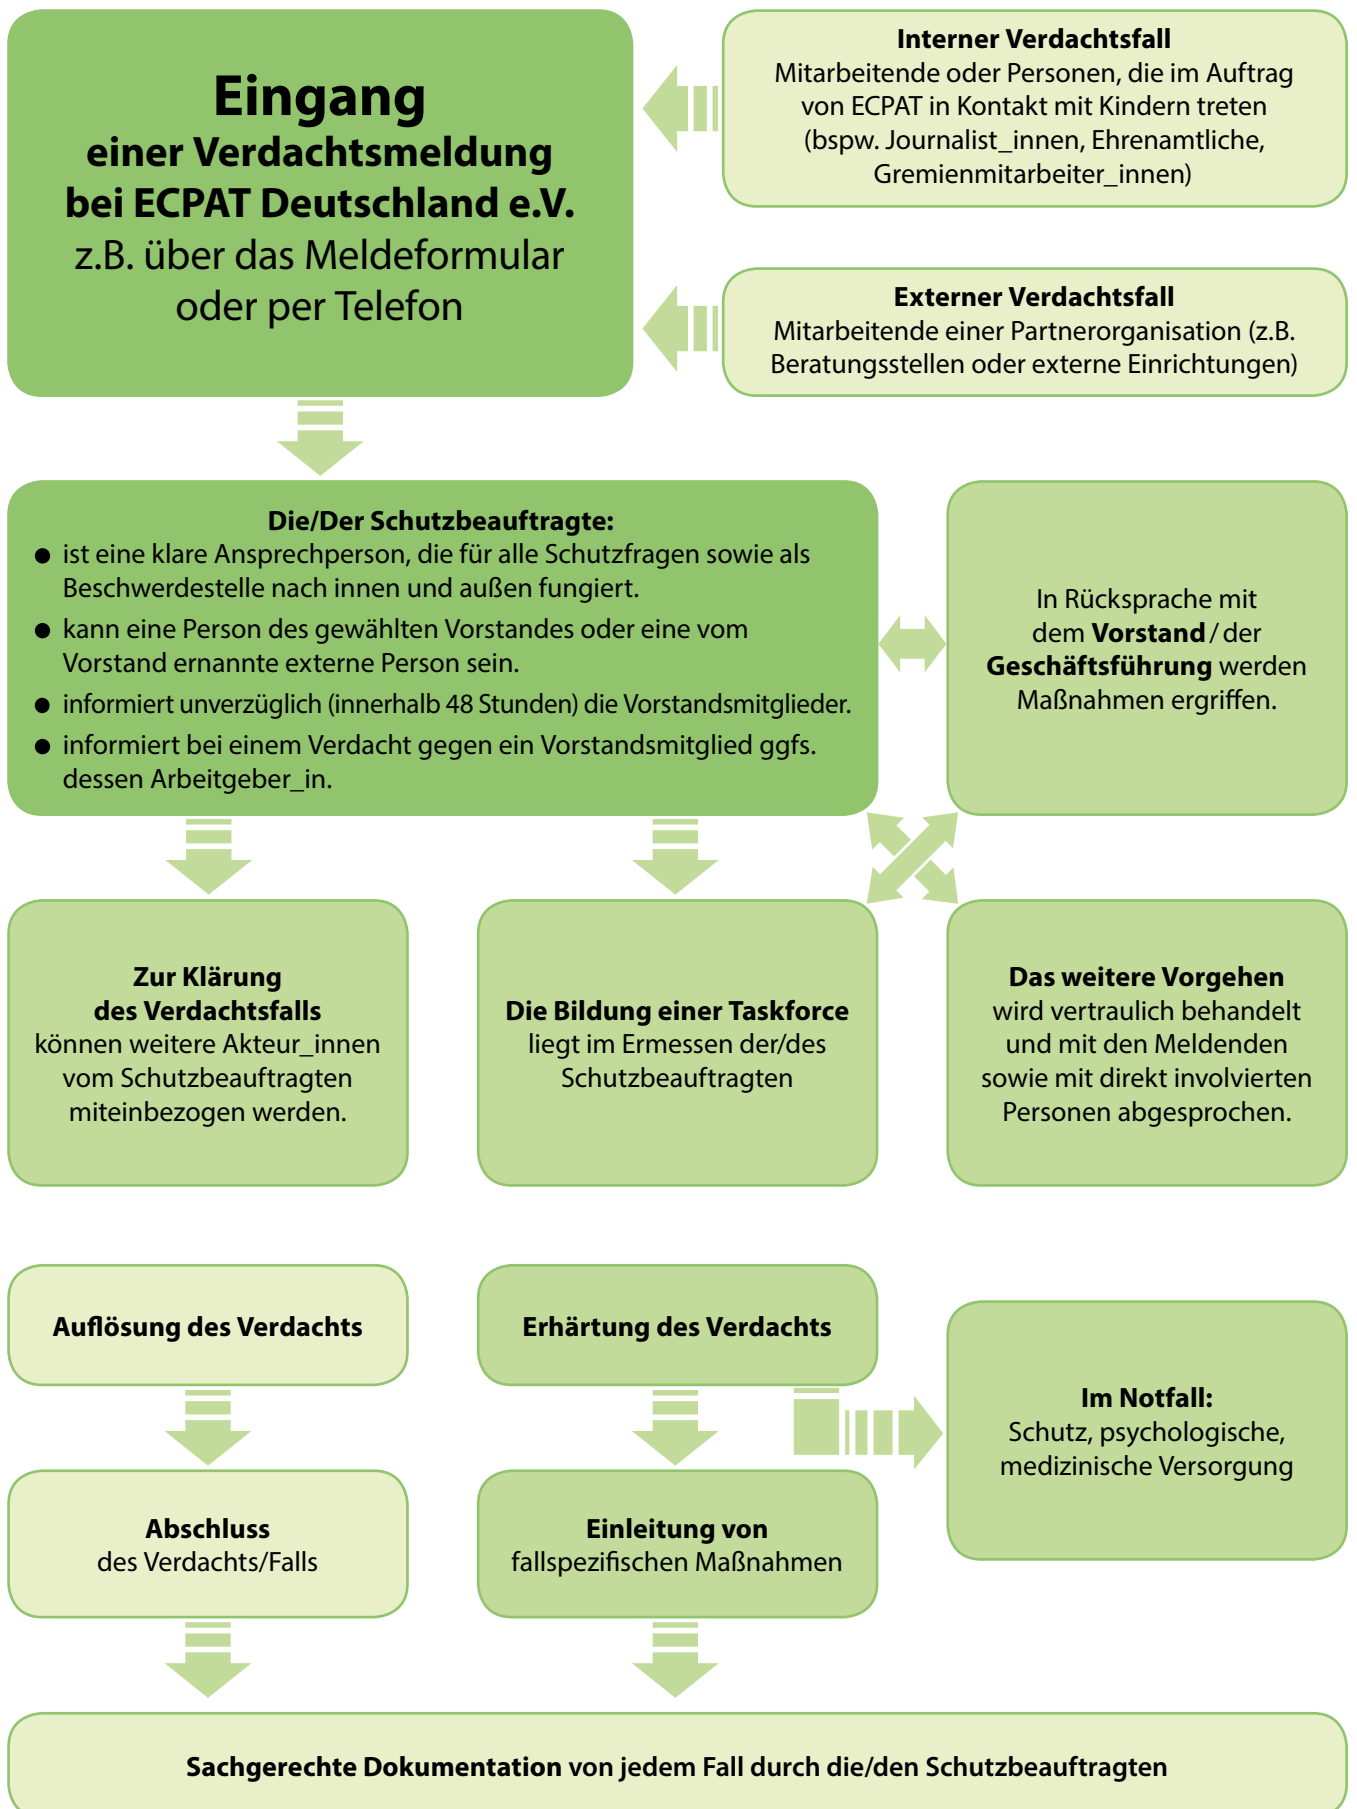 Eingang
einer Verdachtsmeldung
bei ECPAT Deutschland e.V.
z.B. über das Meldeformular
oder per Telefon
Interner Verdachtsfall
Mitarbeitende oder Personen, die im Auftrag
von ECPAT in Kontakt mit Kindern treten
(bspw. Journalist_innen, Ehrenamtliche,
Gremienmitarbeiter_innen)
Externer Verdachtsfall
Mitarbeitende einer Partnerorganisation (z.B.
Beratungsstellen oder externe Einrichtungen)
Die/Der Schutzbeauftragte:
● ist eine klare Ansprechperson, die für alle Schutzfragen sowie als
Beschwerdestelle nach innen und außen fungiert.
● kann eine Person des gewählten Vorstandes oder eine vom
Vorstand ernannte externe Person sein.
● informiert unverzüglich (innerhalb 48 Stunden) die Vorstandsmitglieder.
● informiert bei einem Verdacht gegen ein Vorstandsmitglied ggfs.
dessen Arbeitgeber_in.
In Rücksprache mit
dem Vorstand / der
Geschäftsführung werden
Maßnahmen ergriffen.
Zur Klärung
des Verdachtsfalls
können weitere Akteur_innen
vom Schutzbeauftragten
miteinbezogen werden.
Die Bildung einer Taskforce
liegt im Ermessen der/des
Schutzbeauftragten
Das weitere Vorgehen
wird vertraulich behandelt
und mit den Meldenden
sowie mit direkt involvierten
Personen abgesprochen.
Auflösung des Verdachts
Erhärtung des Verdachts
Im Notfall:
Schutz, psychologische,
medizinische Versorgung
Abschluss
des Verdachts/Falls
Einleitung von
fallspezifischen Maßnahmen
Sachgerechte Dokumentation von jedem Fall durch die/den Schutzbeauftragten